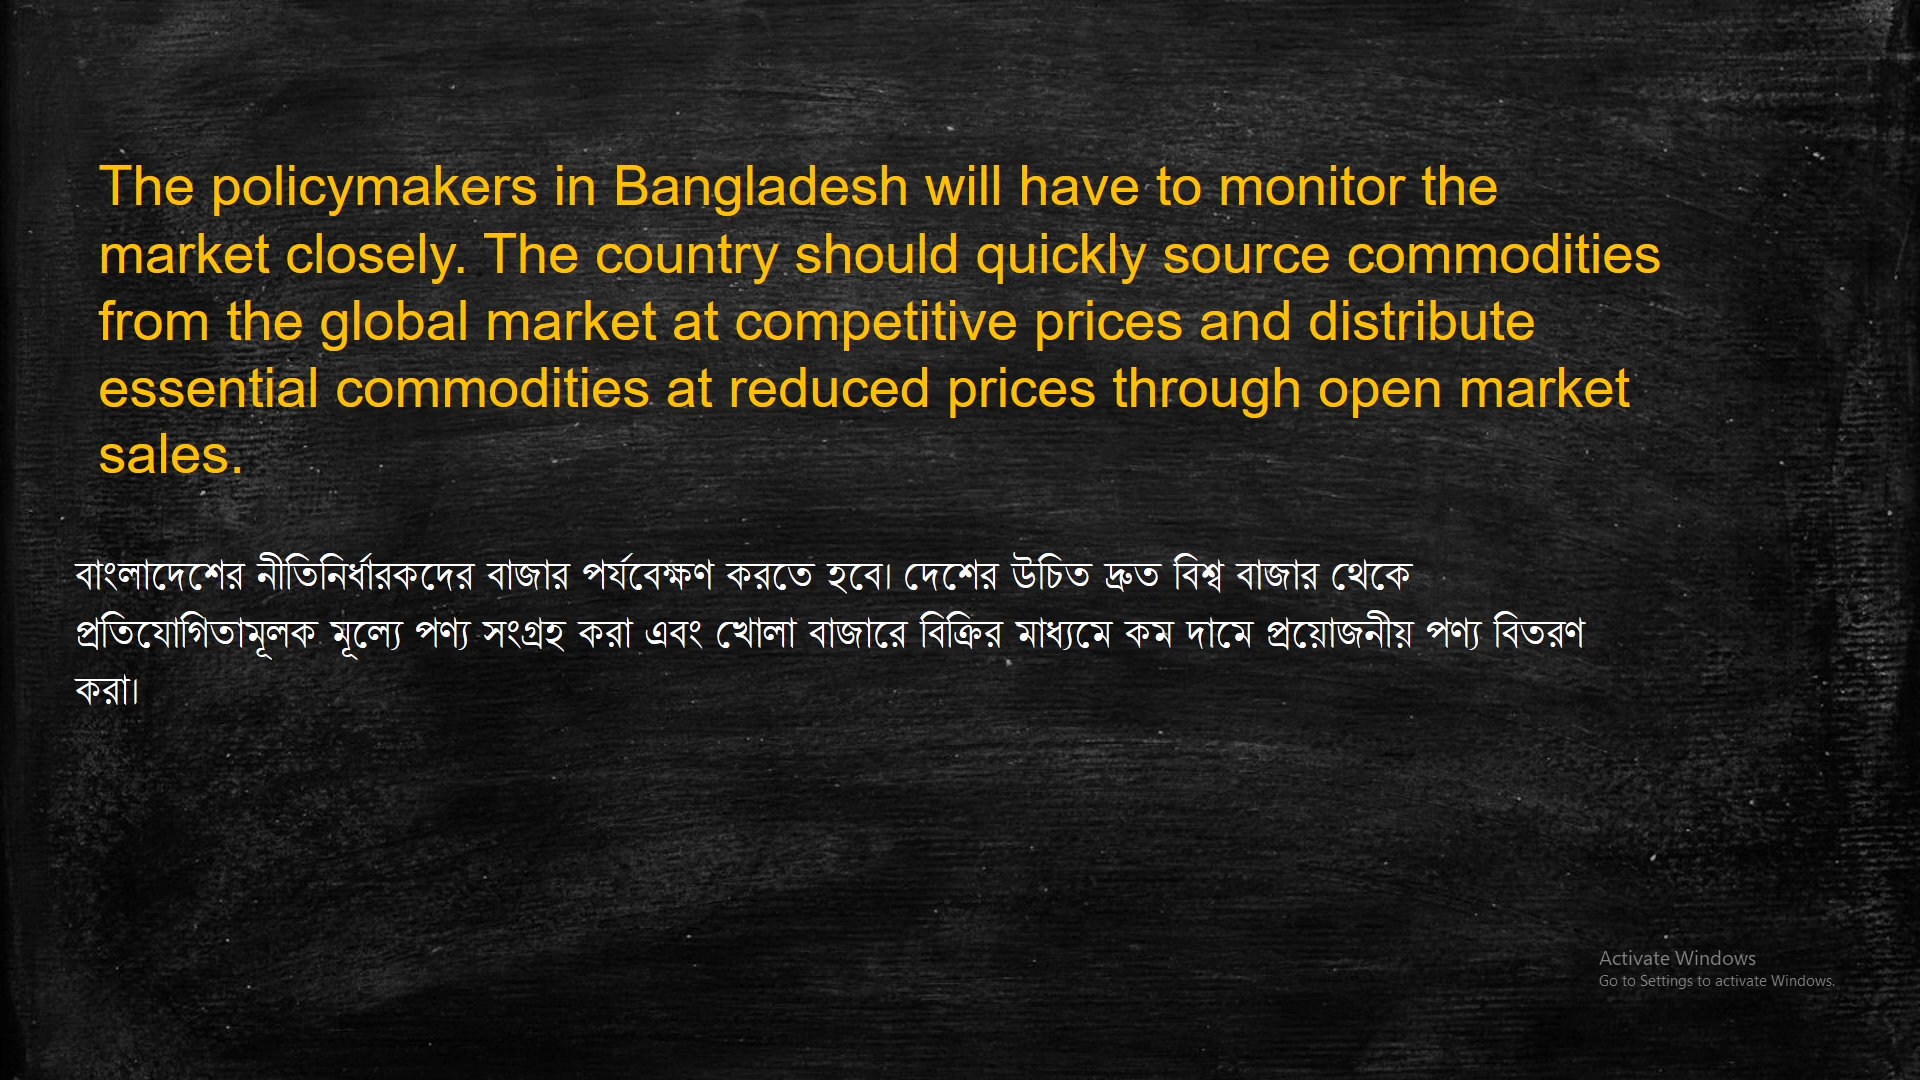 The policymakers in Bangladesh will have to monitor the
market closely. The country should quickly source commodities
from the global market at competitive prices and distribute
essential commodities at reduced prices through open market
sales.
বাংলাদেশের নীতিনির্ধারকদের বাজার পর্যবেক্ষণ করতে হবে। দেশের উচিত দ্রুত বিশ্ব বাজার থেকে
প্রতিযোগিতামূলক মূল্যে পণ্য সংগ্রহ করা এবং খোলা বাজারে বিক্রির মাধ্যমে কম দামে প্রয়োজনীয় পণ্য বিতরণ
করা।
Activate Windows
Go to Settings to activate Windows.